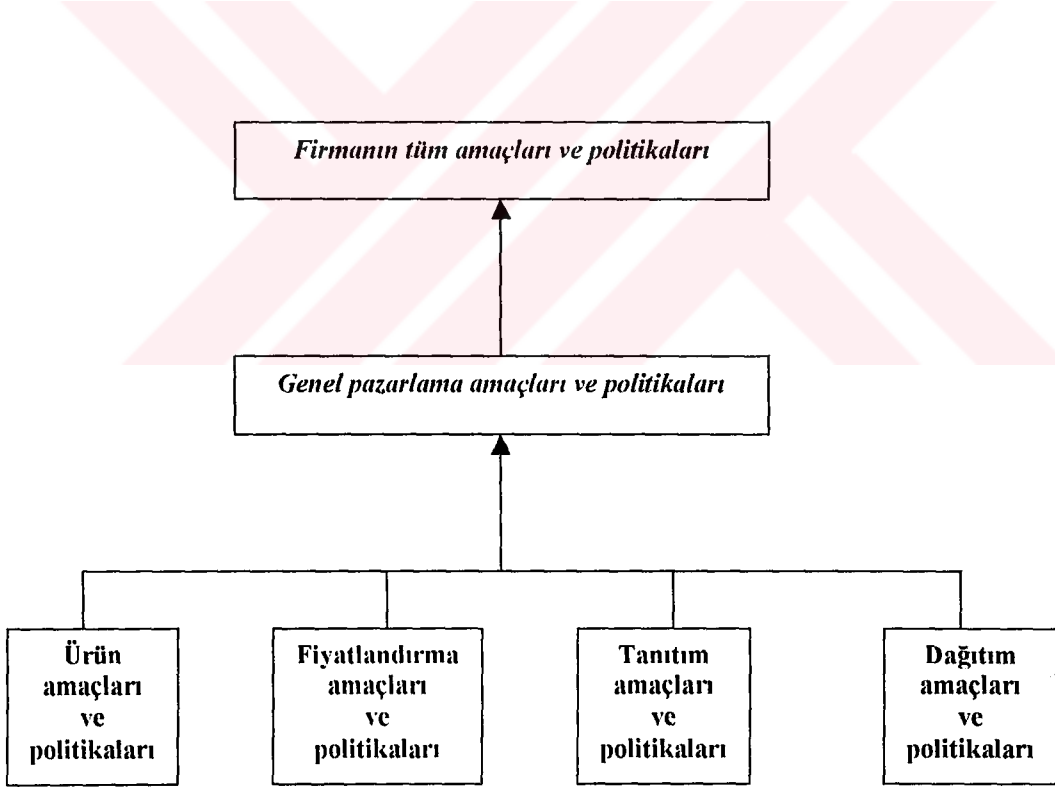 Firmanın tüm amaçları ve politikaları
Genel pazarlama amaçları ve politikaları
Ürün
amaçları
ve
politikaları
Fiyatlandırma
amaçları
ve
politikaları
Tanıtım
amaçları
ve
politikaları
Dağıtım
amaçları
ve
politikaları